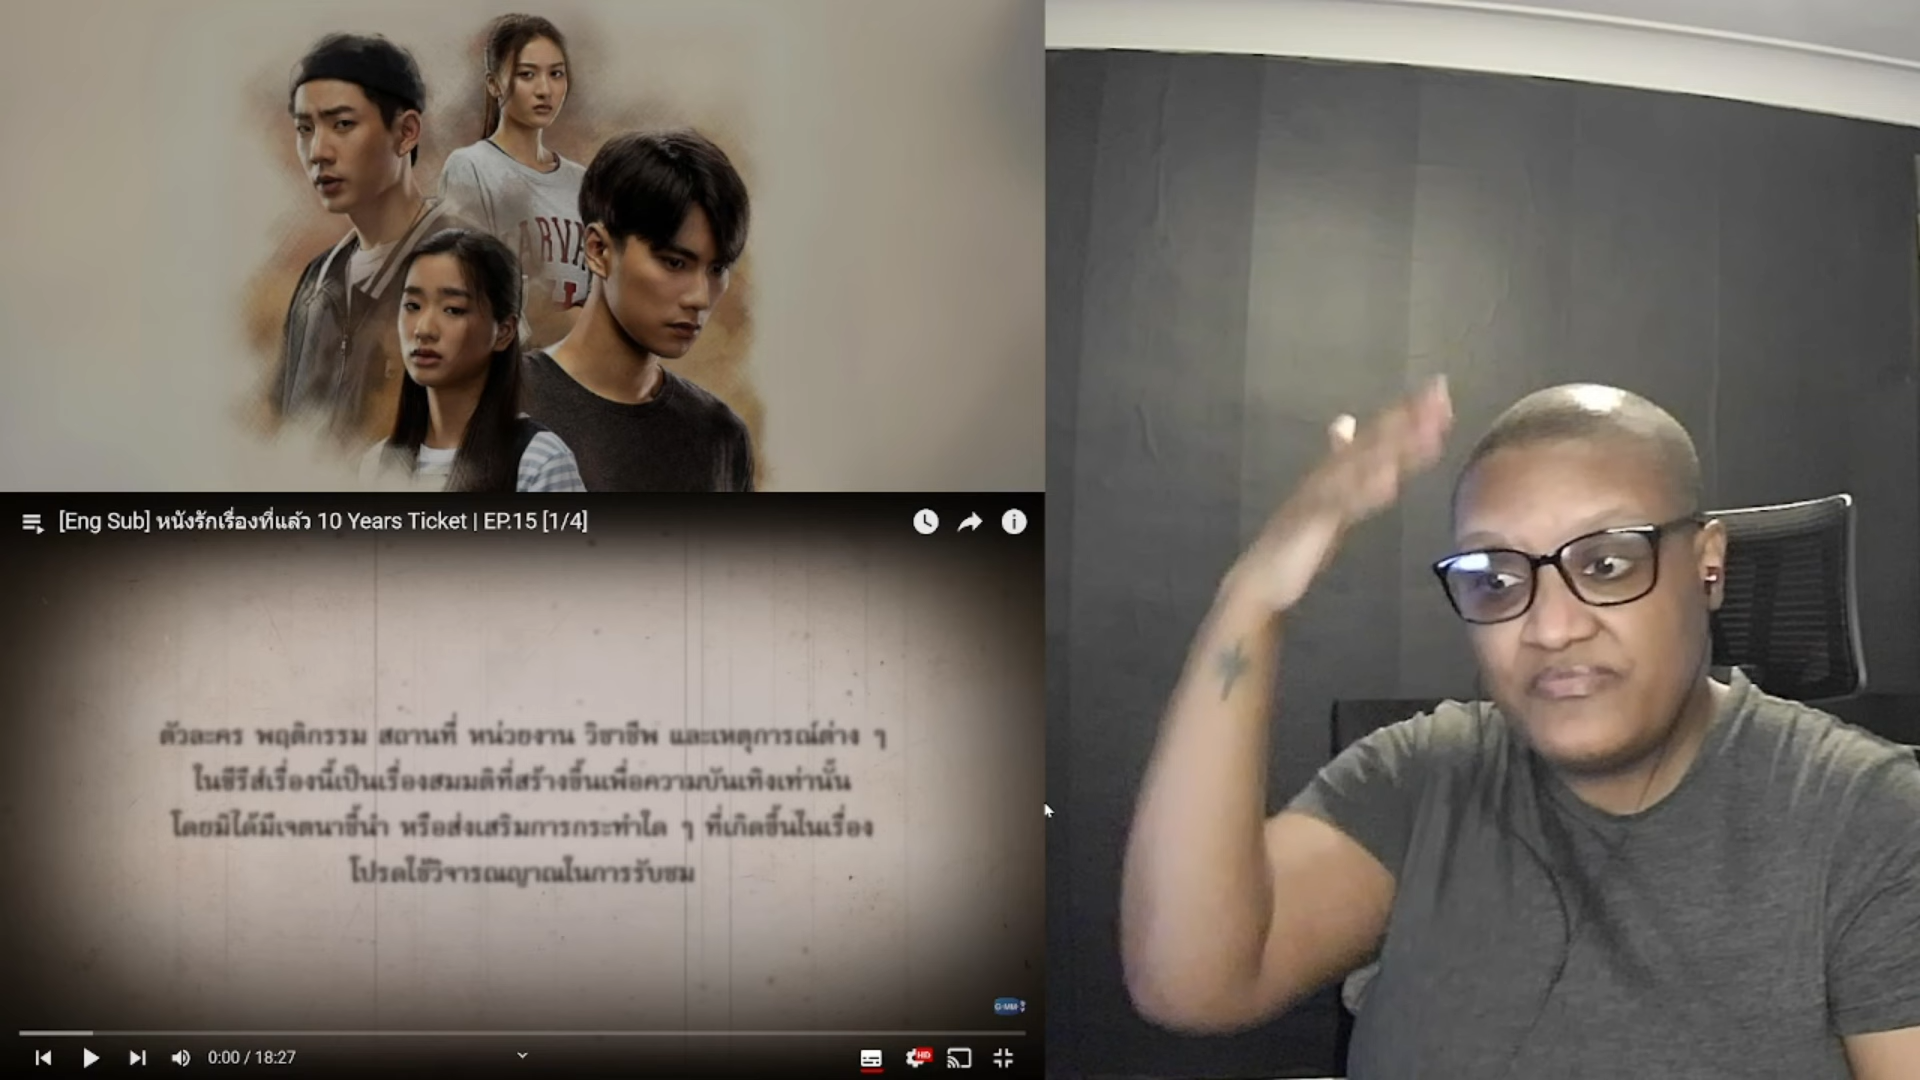 ARVA
[Eng Sub] หนังรักเรื่องที่แล้ว 10 Years Ticket | EP.15 [1/4]
ตัวละคร พฤติกรรม สถานที่ หน่วยงาน วิชาชีพ และเหตุการณ์ต่าง ๆ
ในซีรีส์เรื่องนี้เป็นเรื่องสมมติที่สร้างขึ้นเพื่อความบันเทิงเท่านั้น
โดยมิได้มีเจตนาชี้นำ หรือส่งเสริมการกระทำใด ๆ ที่เกิดขึ้นในเรื่อง
โปรดใช้วิจารณญาณในการรับชม
0:00 / 18:27
HD